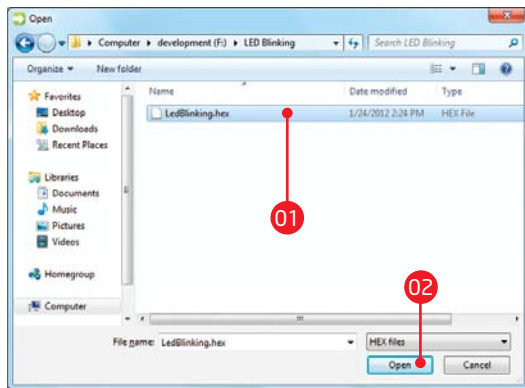 Open
Computer ▸ development (F:) ▸ LED Blinking
Search LED Blinking
Organize
New folder
Favorites
Desktop
Downloads
Recent Places
Libraries
Documents
Music
Pictures
Videos
Homegroup
Computer
Name
Date modified
Type
LedBlinking.hex
1/24/2012 2:24 PM
HEX File
01
02
File name:
LedBlinking.hex
HEX files
Open
Cancel